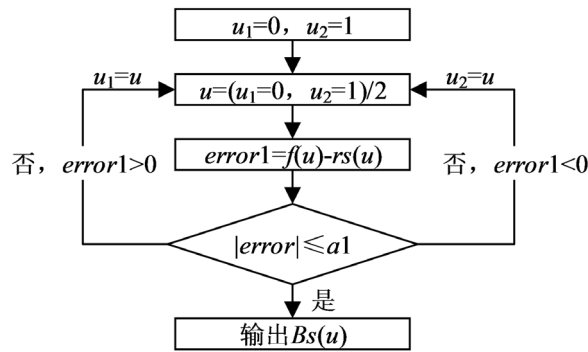 u₁=0，u₂=1
u₁=u
u=(u₁=0，u₂=1)/2
u₂=u
否，error1>0
error1=f(u)-rs(u)
否，error1<0
|error|≤a1
是
输出Bs(u)